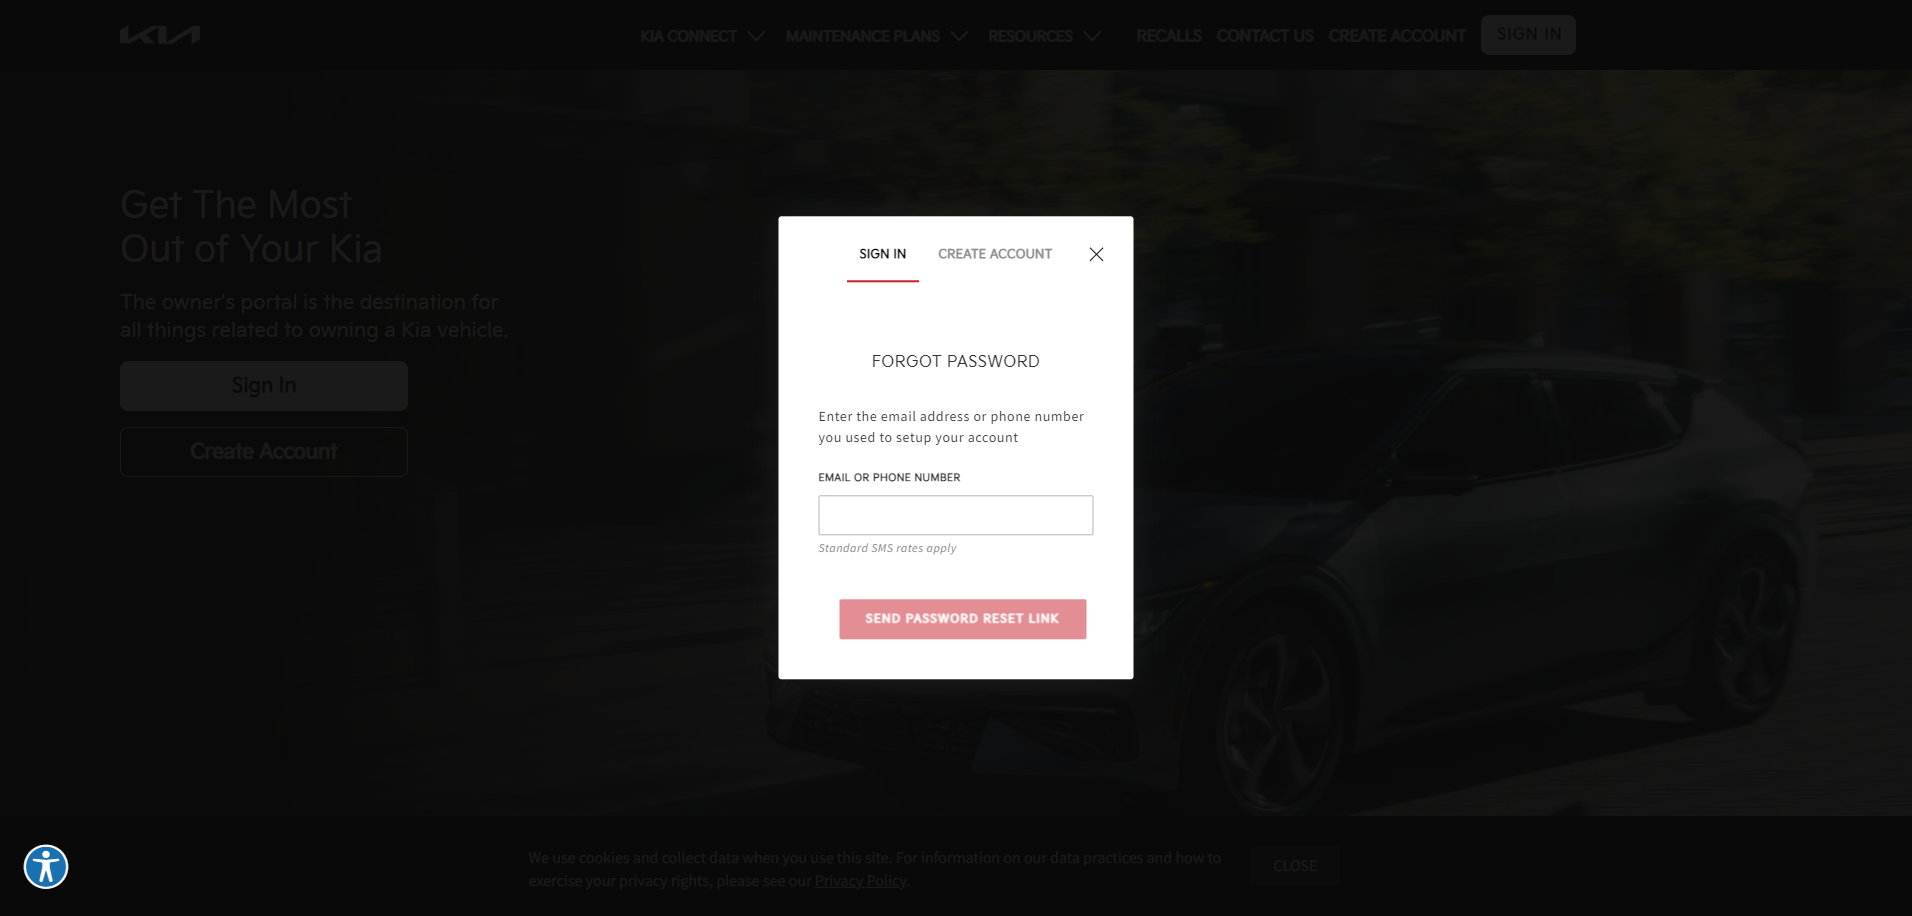 KIA
KIA CONNECT
MAINTENANCE PLANS
RESOURCES
RECALLS
CONTACT US
CREATE ACCOUNT
SIGN IN
Get The Most
Out of Your Kia
The owner's portal is the destination for
all things related to owning a Kia vehicle.
Sign In
Create Account
SIGN IN
CREATE ACCOUNT
FORGOT PASSWORD
Enter the email address or phone number
you used to setup your account
EMAIL OR PHONE NUMBER
Standard SMS rates apply
SEND PASSWORD RESET LINK
We use cookies and collect data when you use this site. For information on our data practices and how to
exercise your privacy rights, please see our Privacy Policy.
CLOSE